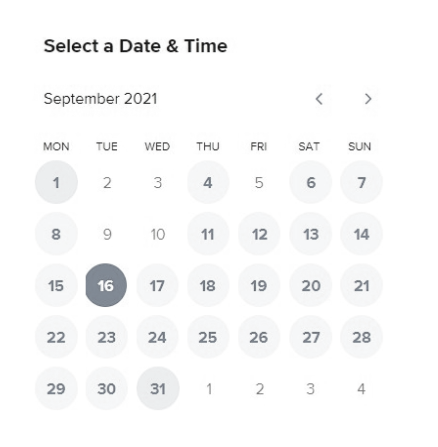 Select a Date & Time
September 2021
MON TUE WED THU FRI SAT SUN
1 2 3 4 5 6 7
8 9 10 11 12 13 14
15 16 17 18 19 20 21
22 23 24 25 26 27 28
29 30 31 1 2 3 4